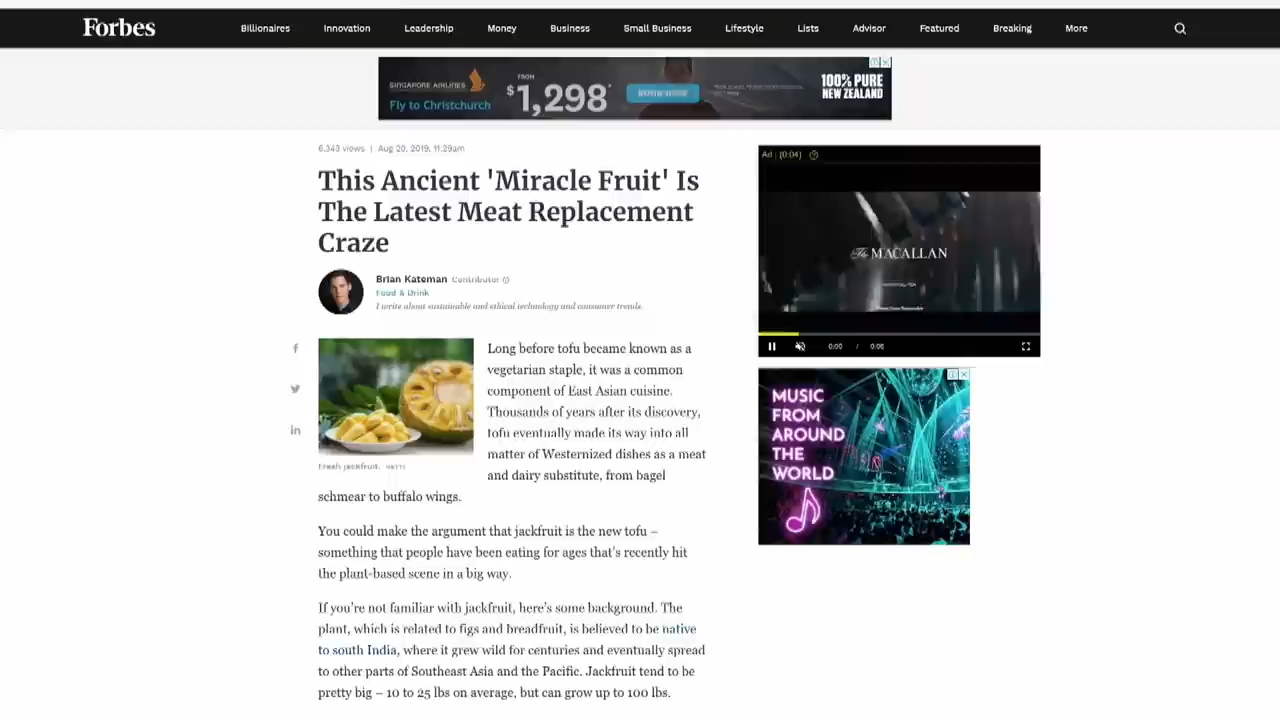 Forbes
Billionaires Innovation Leadership Money Business Small Business Lifestyle Lists Advisor Featured Breaking More
SINGAPORE AIRLINES
Fly to Christchurch
FROM
$1,298*
100% PURE
NEW ZEALAND
6,343 views | Aug 20, 2019, 11:29am
This Ancient 'Miracle Fruit' Is
The Latest Meat Replacement
Craze
Brian Kateman Contributor
Food & Drink
I write about sustainable and ethical technology and consumer trends.
Fresh jackfruit. GETTY
Long before tofu became known as a
vegetarian staple, it was a common
component of East Asian cuisine.
Thousands of years after its discovery,
tofu eventually made its way into all
matter of Westernized dishes as a meat
and dairy substitute, from bagel
schmear to buffalo wings.
You could make the argument that jackfruit is the new tofu –
something that people have been eating for ages that's recently hit
the plant-based scene in a big way.
If you're not familiar with jackfruit, here's some background. The
plant, which is related to figs and breadfruit, is believed to be native
to south India, where it grew wild for centuries and eventually spread
to other parts of Southeast Asia and the Pacific. Jackfruit tend to be
pretty big – 10 to 25 lbs on average, but can grow up to 100 lbs.
Ad | (0:04)
The MACALLAN
0:00 / 0:06
MUSIC
FROM
AROUND
THE
WORLD